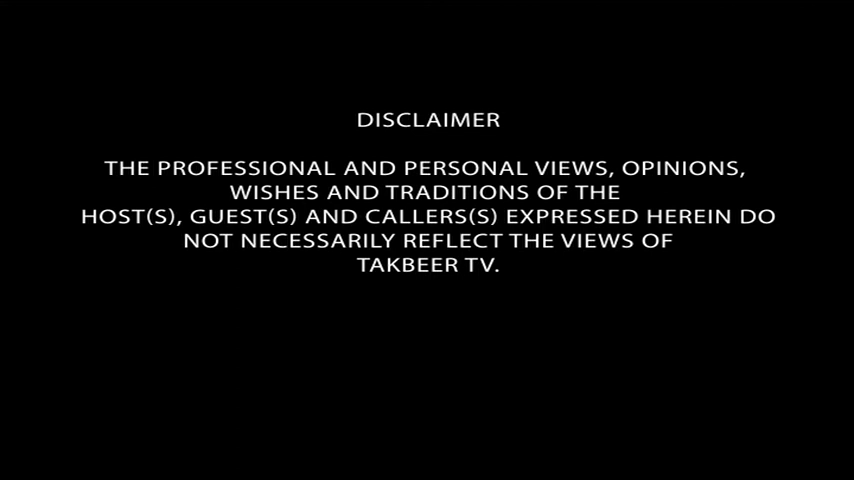 DISCLAIMER
THE PROFESSIONAL AND PERSONAL VIEWS, OPINIONS,
WISHES AND TRADITIONS OF THE
HOST(S), GUEST(S) AND CALLERS(S) EXPRESSED HEREIN DO
NOT NECESSARILY REFLECT THE VIEWS OF
TAKBEER TV.